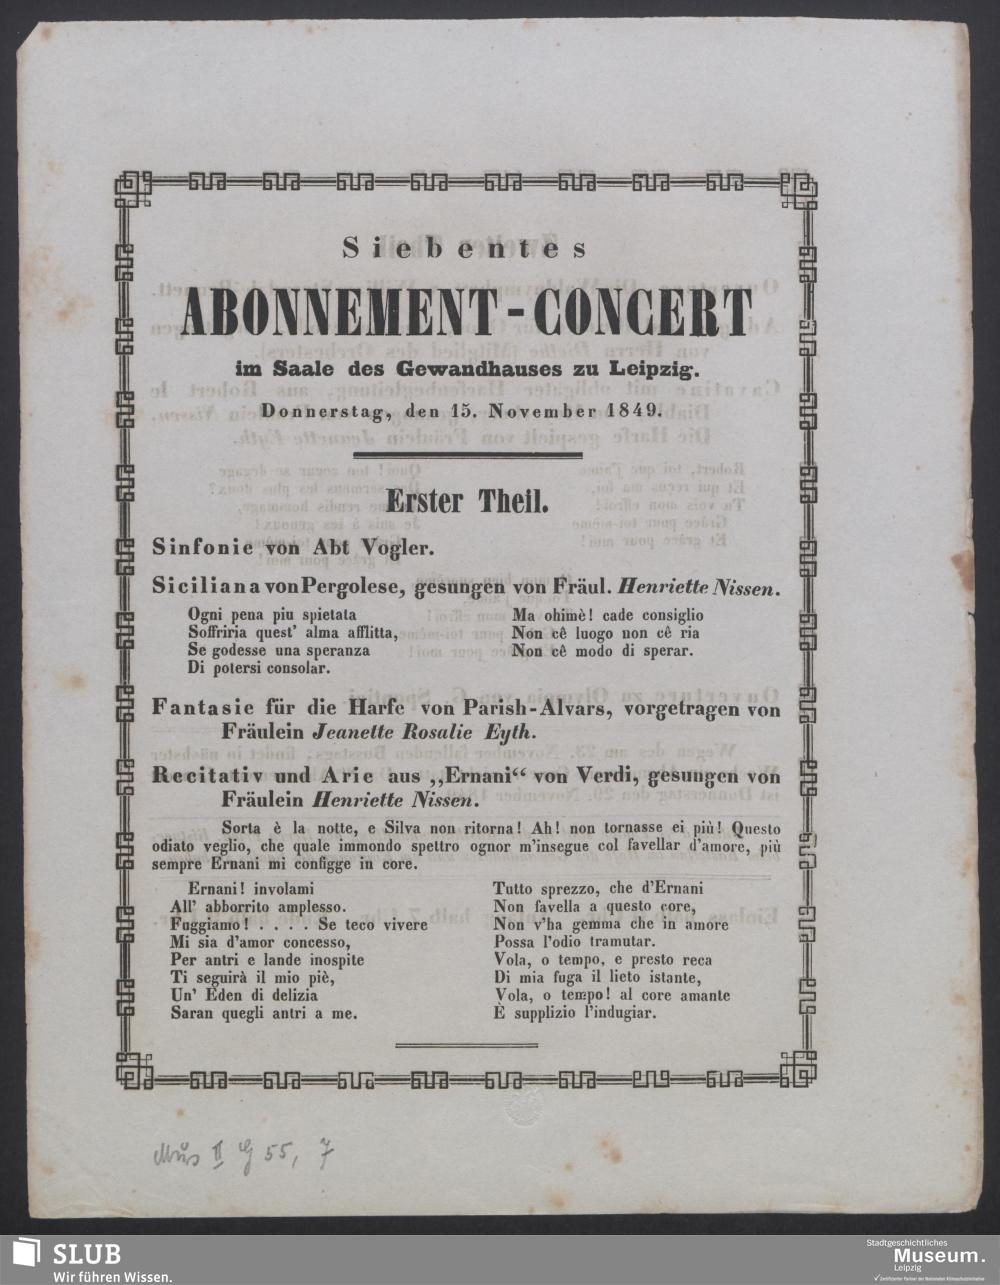 Siebentes
ABONNEMENT-CONCERT
im Saale des Gewandhauses zu Leipzig.
Donnerstag, den 15. November 1849.
Erster Theil.
Sinfonie von Abt Vogler.
Siciliana von Pergolese, gesungen von Fräul. Henriette Nissen.
Ogni pena piu spietata
Soffriria quest' alma afflitta,
Se godesse una speranza
Di potersi consolar.
Ma ohimè! cade consiglio
Non cê luogo non cê ria
Non cê modo di sperar.
Fantasie für die Harfe von Parish-Alvars, vorgetragen von
Fräulein Jeanette Rosalie Eyth.
Recitativ und Arie aus „Ernani“ von Verdi, gesungen von
Fräulein Henriette Nissen.
Sorta è la notte, e Silva non ritorna! Ah! non tornasse ei più! Questo
odiato veglio, che quale immondo spettro ognor m'insegue col favellar d'amore, più
sempre Ernani mi configge in core.
Ernani! involami
All' abborrito amplesso.
Fuggiamo! . . . . Se teco vivere
Mi sia d'amor concesso,
Per antri e lande inospite
Ti seguirà il mio piè,
Un' Eden di delizia
Saran quegli antri a me.
Tutto sprezzo, che d'Ernani
Non favella a questo core,
Non v'ha gemma che in amore
Possa l'odio tramutar.
Vola, o tempo, e presto reca
Di mia fuga il lieto istante,
Vola, o tempo! al core amante
È supplizio l'indugiar.
Mus II G 55, 7
SLUB
Wir führen Wissen.
Stadtgeschichtliches
Museum.
Leipzig